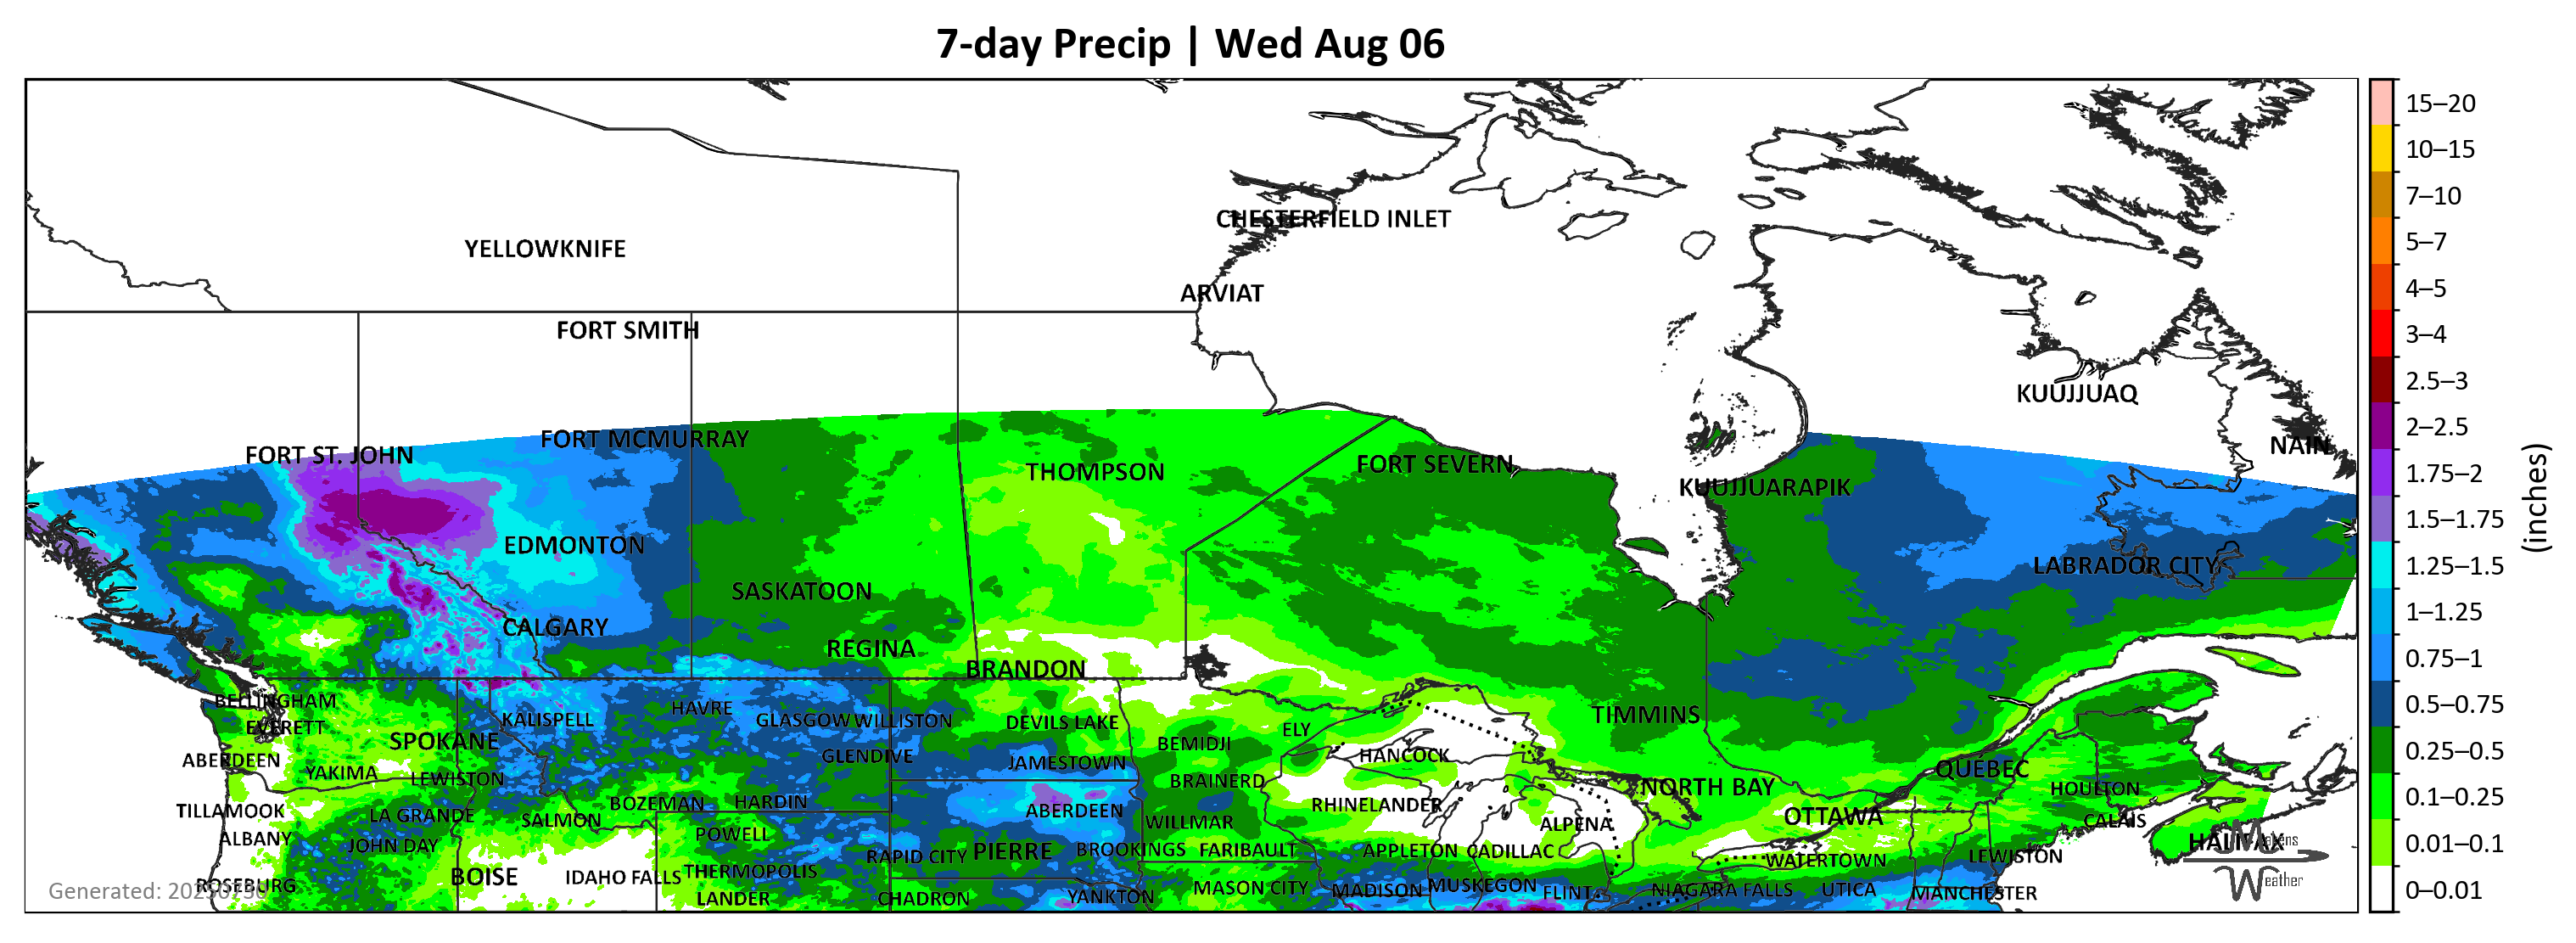 7-day Precip | Wed Aug 06
CHESTERFIELD INLET
YELLOWKNIFE
ARVIAT
FORT SMITH
KUUJJUAQ
FORT MCMURRAY
NAIN
FORT ST. JOHN
THOMPSON
FORT SEVERN
KUUJJUARAPIK
EDMONTON
LABRADOR CITY
SASKATOON
CALGARY
REGINA
BRANDON
BELLINGHAM
HAVRE
KALISPELL
GLASGOW
WILLISTON
DEVILS LAKE
TIMMINS
EVERETT
ELY
SPOKANE
BEMIDJI
GLENDIVE
HANCOCK
ABERDEEN
JAMESTOWN
QUEBEC
YAKIMA
LEWISTON
BRAINERD
NORTH BAY
HOULTON
BOZEMAN
HARDIN
RHINELANDER
TILLAMOOK
LA GRANDE
ABERDEEN
SALMON
WILLMAR
ALPENA
OTTAWA
CALAIS
ALBANY
POWELL
JOHN DAY
HALIFAX
RAPID CITY
PIERRE
BROOKINGS
FARIBAULT
APPLETON
CADILLAC
WATERTOWN
LEWISTON
BOISE
IDAHO FALLS
THERMOPOLIS
ROSEBURG
MASON CITY
MADISON
MUSKEGON
FLINT
NIAGARA FALLS
UTICA
MANCHESTER
LANDER
CHADRON
YANKTON
Weather
15–20
10–15
7–10
5–7
4–5
3–4
2.5–3
2–2.5
1.75–2
1.5–1.75
1.25–1.5
1–1.25
0.75–1
0.5–0.75
0.25–0.5
0.1–0.25
0.01–0.1
0–0.01
(inches)